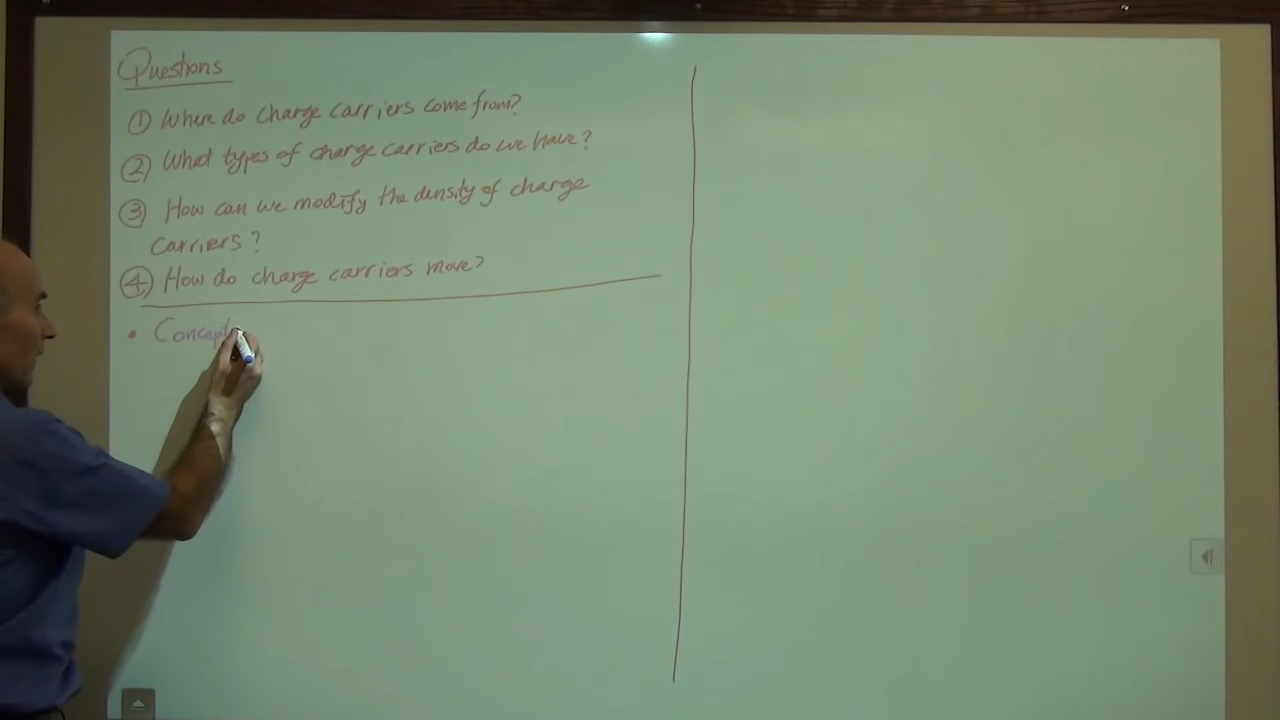 Questions
① Where do charge carriers come from?
② What types of charge carriers do we have?
③ How can we modify the density of charge
carriers?
④ How do charge carriers move?
• Concept